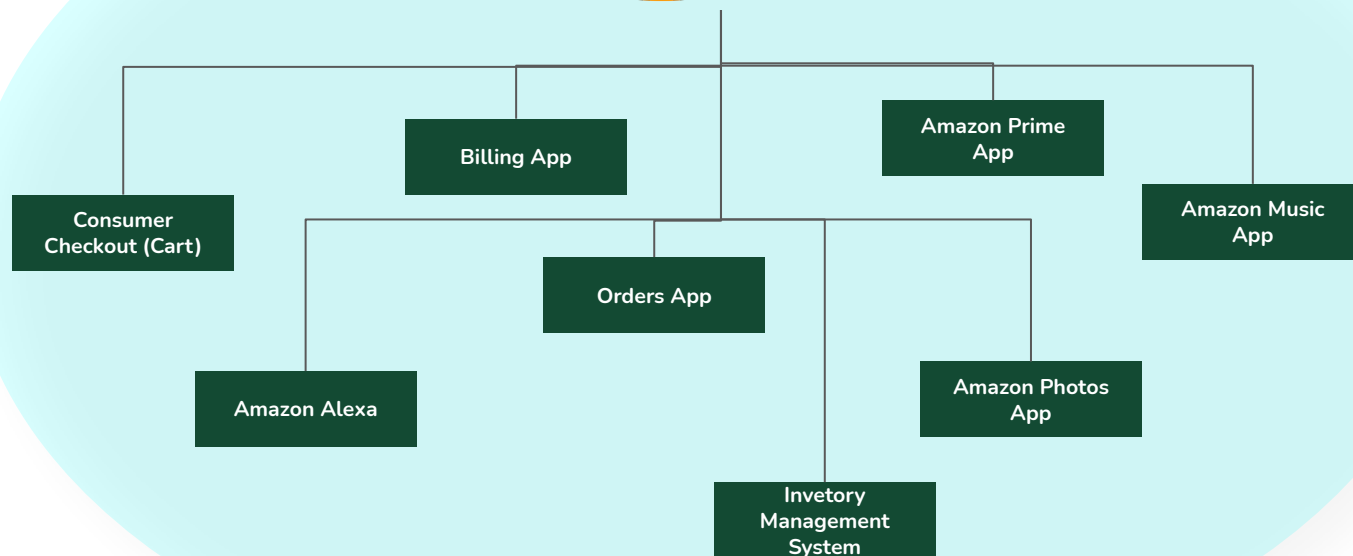 Amazon Prime
App
Billing App
Amazon Music
App
Consumer
Checkout (Cart)
Orders App
Amazon Photos
App
Amazon Alexa
Invetory
Management
System